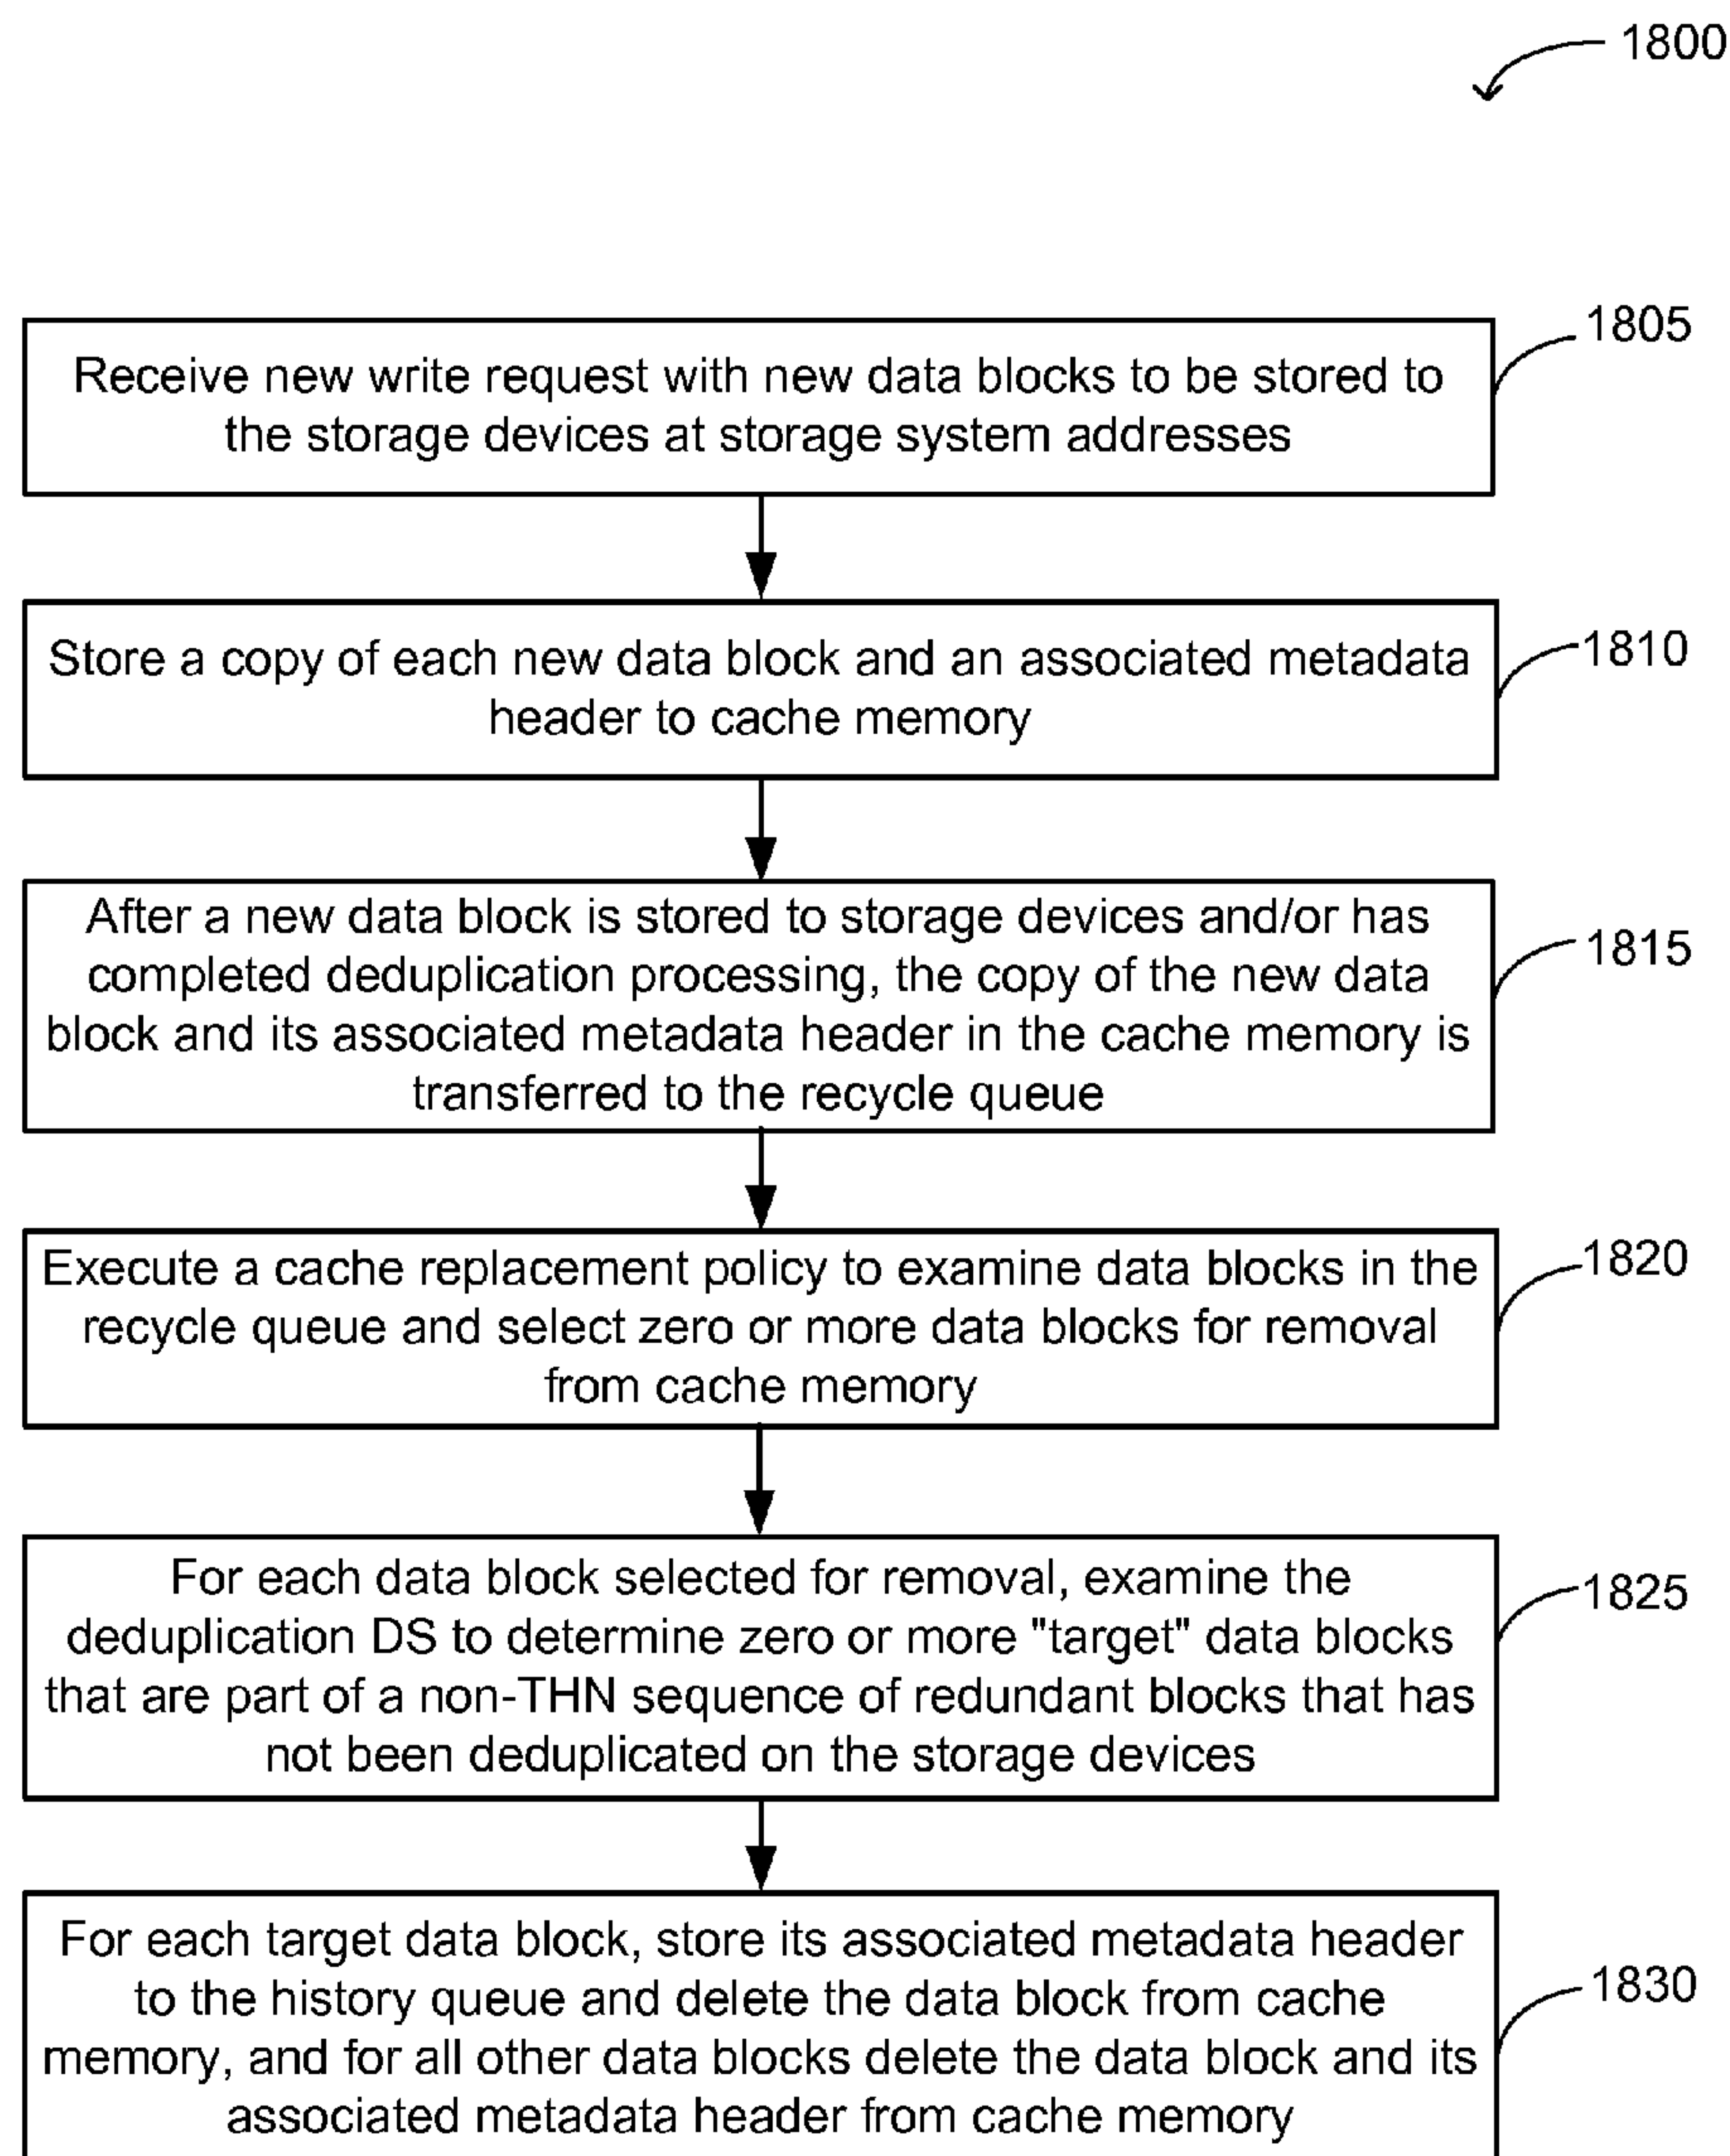 1800
Receive new write request with new data blocks to be stored to
the storage devices at storage system addresses
1805
Store a copy of each new data block and an associated metadata
header to cache memory
1810
After a new data block is stored to storage devices and/or has
completed deduplication processing, the copy of the new data
block and its associated metadata header in the cache memory is
transferred to the recycle queue
1815
Execute a cache replacement policy to examine data blocks in the
recycle queue and select zero or more data blocks for removal
from cache memory
1820
For each data block selected for removal, examine the
deduplication DS to determine zero or more "target" data blocks
that are part of a non-THN sequence of redundant blocks that has
not been deduplicated on the storage devices
1825
For each target data block, store its associated metadata header
to the history queue and delete the data block from cache
memory, and for all other data blocks delete the data block and its
associated metadata header from cache memory
1830